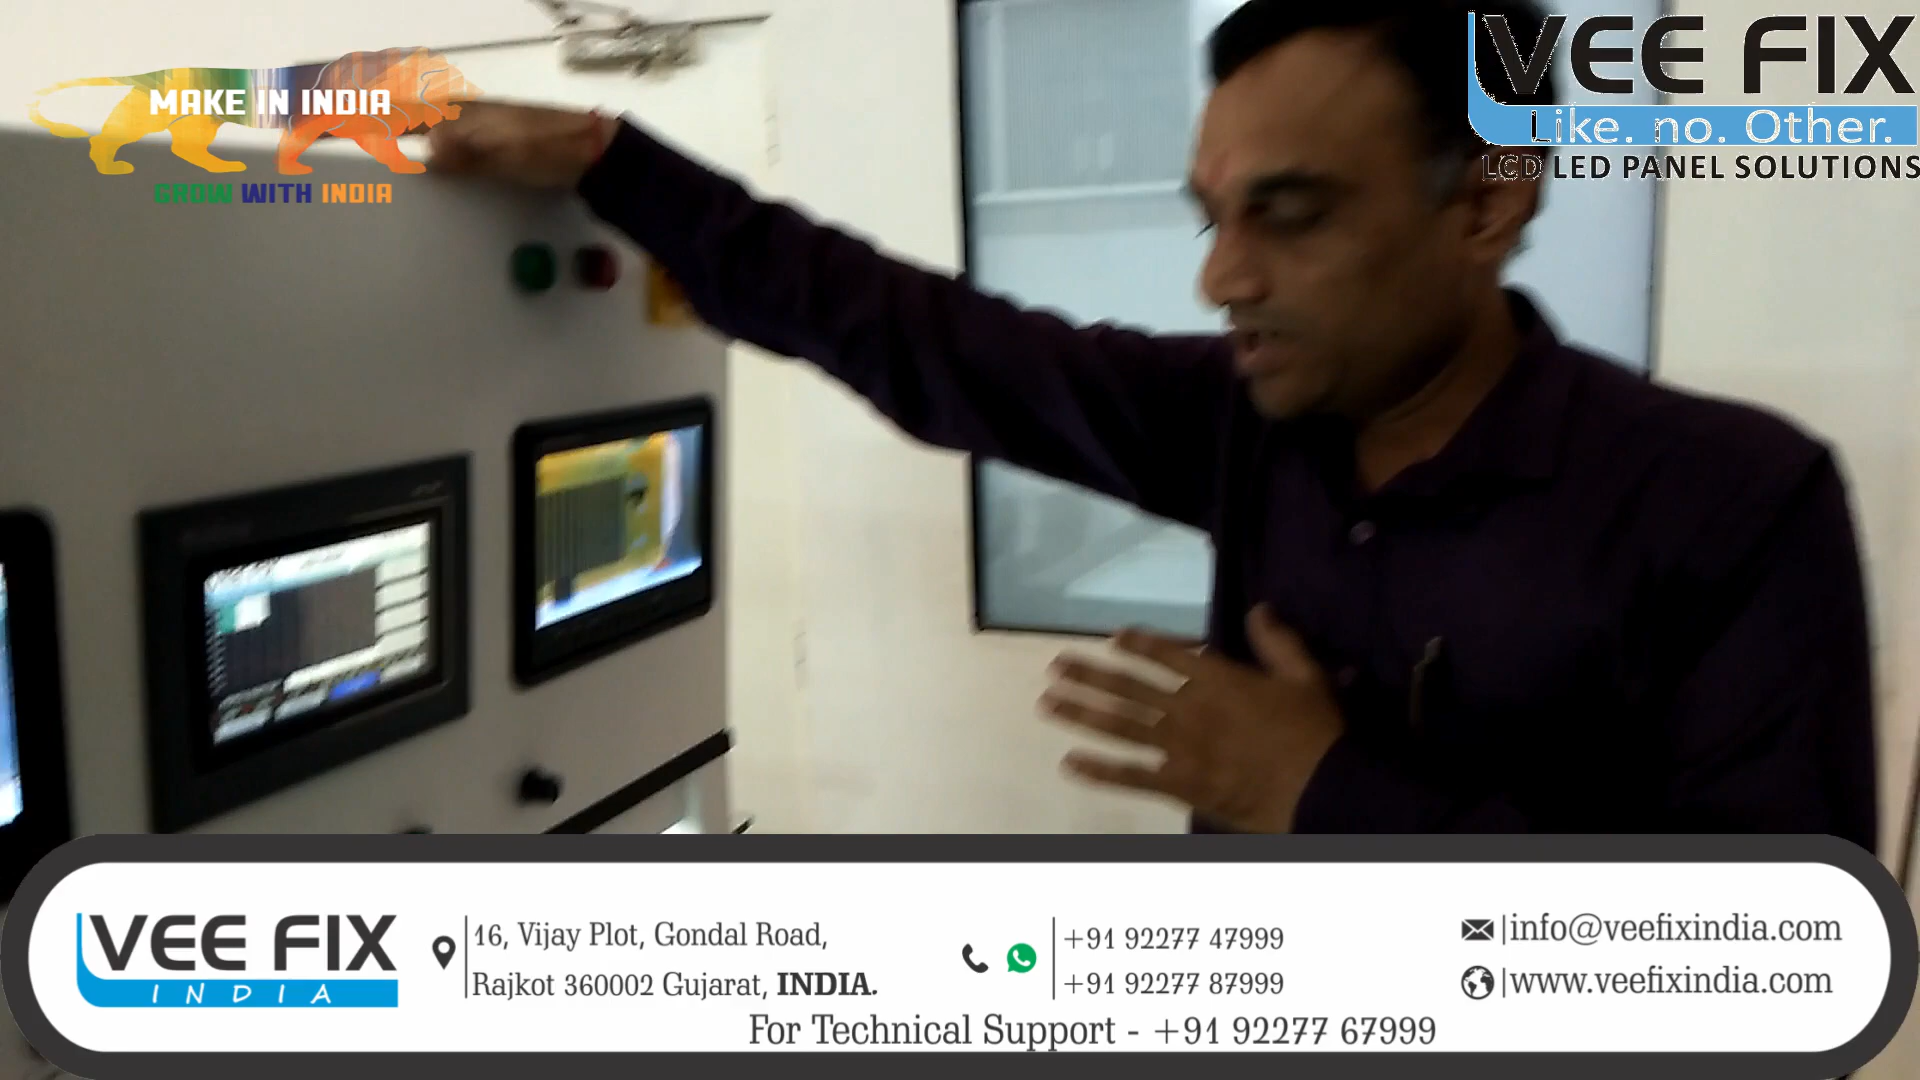 MAKE IN INDIA
GROW WITH INDIA
VEE FIX
Like. no. Other.
LCD LED PANEL SOLUTIONS
VEE FIX
INDIA
16, Vijay Plot, Gondal Road,
Rajkot 360002 Gujarat, INDIA.
+91 92277 47999
+91 92277 87999
info@veefixindia.com
www.veefixindia.com
For Technical Support - +91 92277 67999